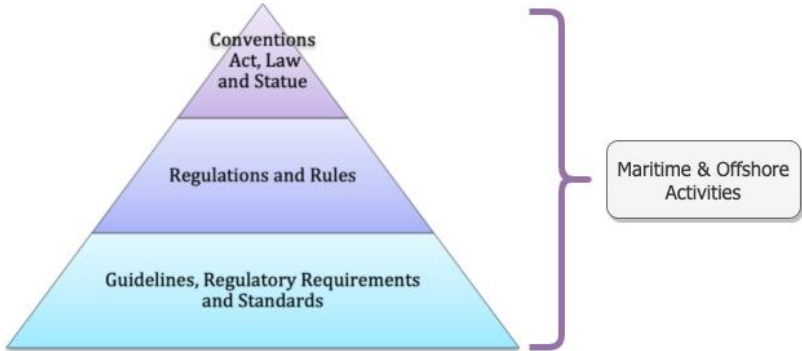 Conventions
Act, Law
and Statue
Regulations and Rules
Guidelines, Regulatory Requirements
and Standards
Maritime & Offshore
Activities